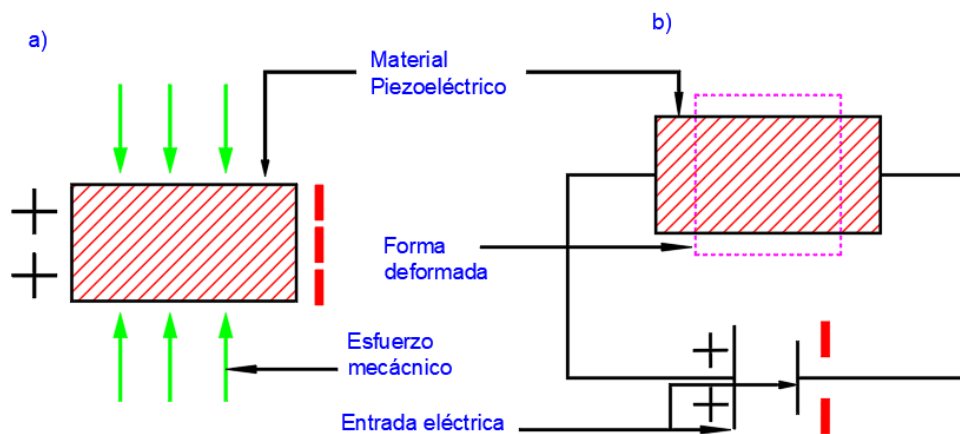 a)
b)
Material
Piezoeléctrico
Forma
deformada
Esfuerzo
mecácnico
Entrada eléctrica